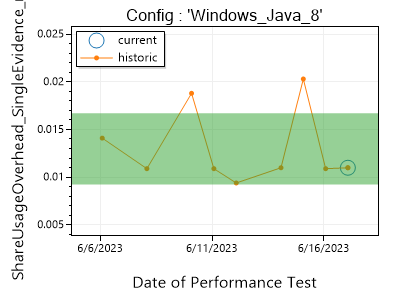 Config : 'Windows_Java_8'
ShareUsageOverhead_SingleEvidence_
current
historic
0.025
0.02
0.015
0.01
0.005
6/6/2023
6/11/2023
6/16/2023
Date of Performance Test